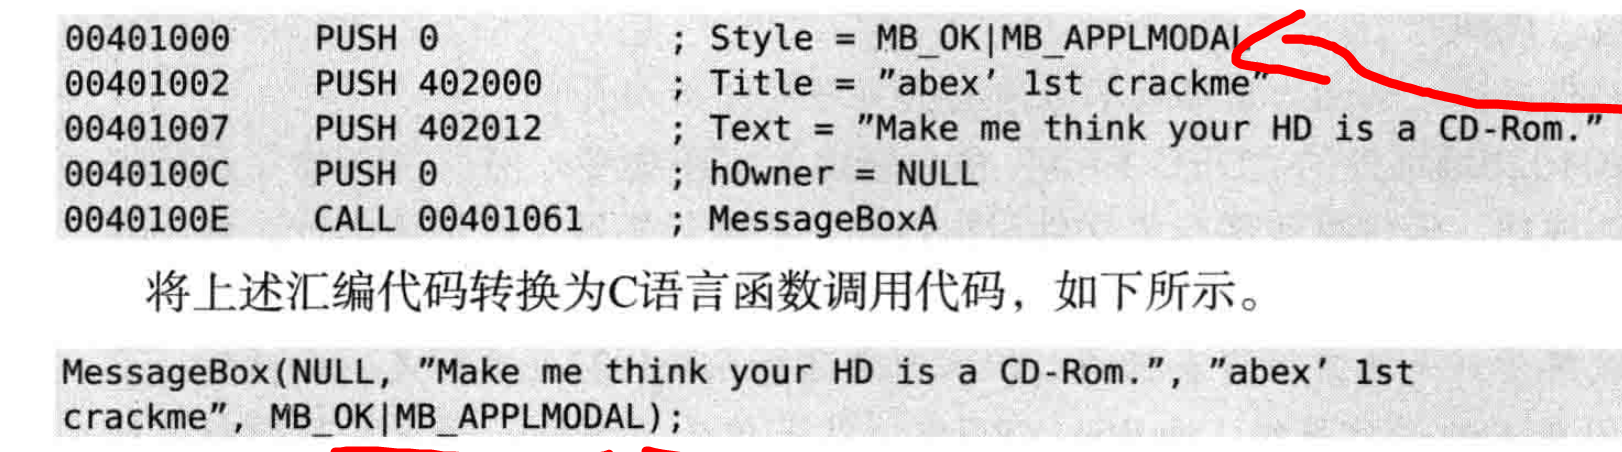 00401000 PUSH 0 ; Style = MB_OK|MB_APPLMODAL
00401002 PUSH 402000 ; Title = ”abex’ 1st crackme”
00401007 PUSH 402012 ; Text = ”Make me think your HD is a CD-Rom.”
0040100C PUSH 0 ; hOwner = NULL
0040100E CALL 00401061 ; MessageBoxA
将上述汇编代码转换为C语言函数调用代码，如下所示。
MessageBox(NULL, ”Make me think your HD is a CD-Rom.”, ”abex’ 1st
crackme”, MB_OK|MB_APPLMODAL);